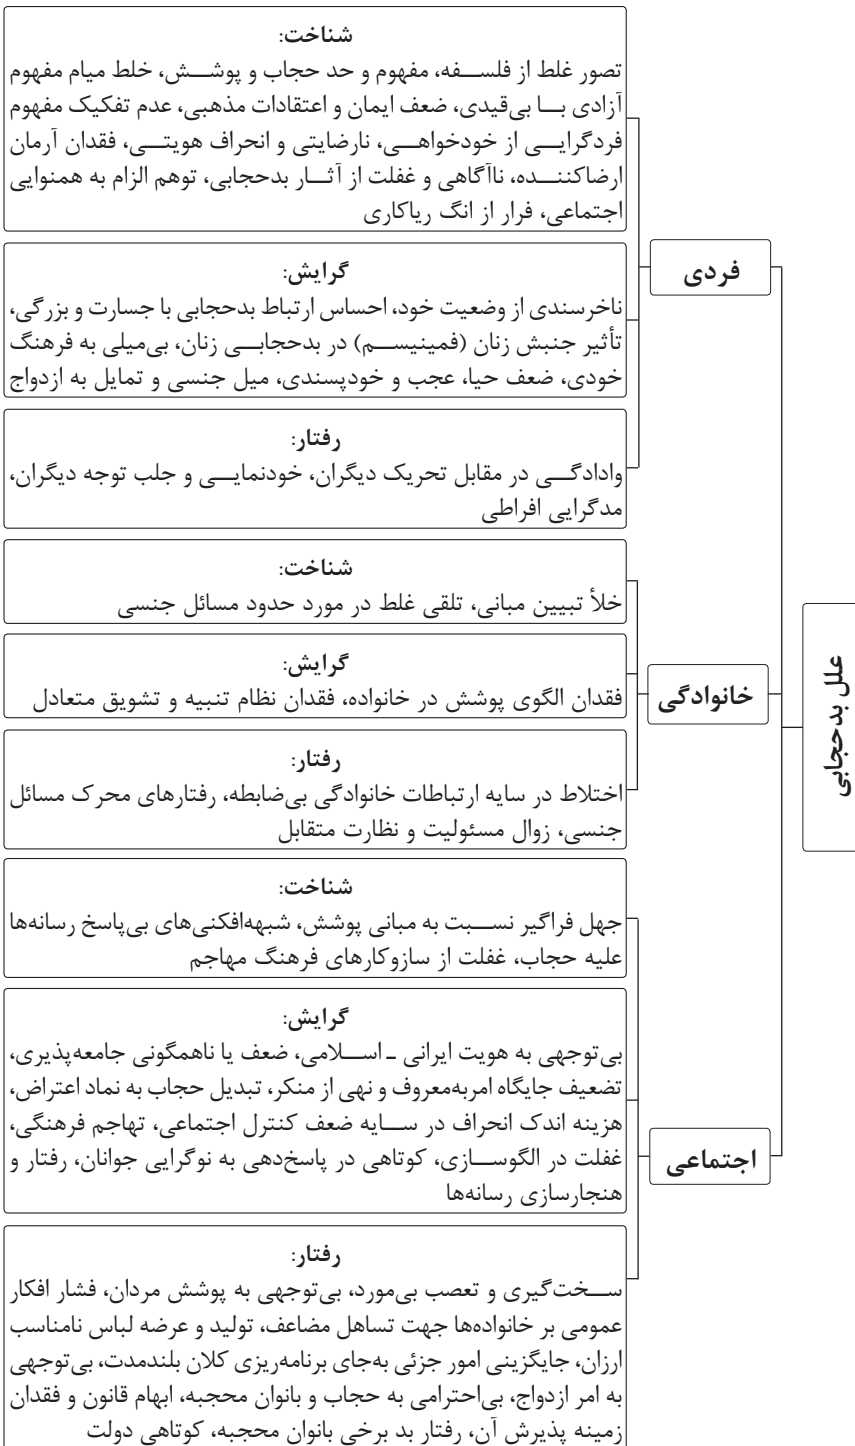 علل بدحجابی
فردی
شناخت:
تصور غلط از فلسفه، مفهوم و حد حجاب و پوشش، خلط میام مفهوم
آزادی با بی‌قیدی، ضعف ایمان و اعتقادات مذهبی، عدم تفکیک مفهوم
فردگرایی از خودخواهی، نارضایتی و انحراف هویتی، فقدان آرمان
ارضاکننده، ناآگاهی و غفلت از آثار بدحجابی، توهم الزام به همنوایی
اجتماعی، فرار از انگ ریاکاری
گرایش:
ناخرسندی از وضعیت خود، احساس ارتباط بدحجابی با جسارت و بزرگی،
تأثیر جنبش زنان (فمینیسم) در بدحجابی زنان، بی‌میلی به فرهنگ
خودی، ضعف حیا، عجب و خودپسندی، میل جنسی و تمایل به ازدواج
رفتار:
وادادگی در مقابل تحریک دیگران، خودنمایی و جلب توجه دیگران،
مدگرایی افراطی
خانوادگی
شناخت:
خلأ تبیین مبانی، تلقی غلط در مورد حدود مسائل جنسی
گرایش:
فقدان الگوی پوشش در خانواده، فقدان نظام تنبیه و تشویق متعادل
رفتار:
اختلاط در سایه ارتباطات خانوادگی بی‌ضابطه، رفتارهای محرک مسائل
جنسی، زوال مسئولیت و نظارت متقابل
اجتماعی
شناخت:
جهل فراگیر نسبت به مبانی پوشش، شبهه‌افکنی‌های بی‌پاسخ رسانه‌ها
علیه حجاب، غفلت از سازوکارهای فرهنگ مهاجم
گرایش:
بی‌توجهی به هویت ایرانی ـ اسلامی، ضعف یا ناهمگونی جامعه‌پذیری،
تضعیف جایگاه امربه‌معروف و نهی از منکر، تبدیل حجاب به نماد اعتراض،
هزینه اندک انحراف در سایه ضعف کنترل اجتماعی، تهاجم فرهنگی،
غفلت در الگوسازی، کوتاهی در پاسخ‌دهی به نوگرایی جوانان، رفتار و
هنجارسازی رسانه‌ها
رفتار:
سخت‌گیری و تعصب بی‌مورد، بی‌توجهی به پوشش مردان، فشار افکار
عمومی بر خانواده‌ها جهت تساهل مضاعف، تولید و عرضه لباس نامناسب
ارزان، جایگزینی امور جزئی به‌جای برنامه‌ریزی کلان بلندمدت، بی‌توجهی
به امر ازدواج، بی‌احترامی به حجاب و بانوان محجبه، ابهام قانون و فقدان
زمینه پذیرش آن، رفتار بد برخی بانوان محجبه، کوتاهی دولت